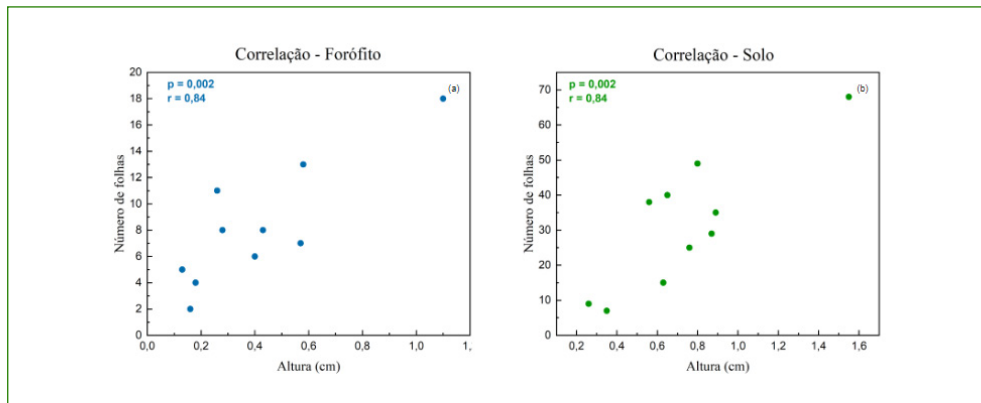 Correlação - Forófito
p = 0,002
r = 0,84
(a)
Número de folhas
20
18
16
14
12
10
8
6
4
2
0
0,0
0,2
0,4
0,6
0,8
1,0
1,
Altura (cm)
Correlação - Solo
p = 0,002
r = 0,84
(b)
Número de folhas
70
60
50
40
30
20
10
0
0,2
0,4
0,6
0,8
1,0
1,2
1,4
1,6
Altura (cm)